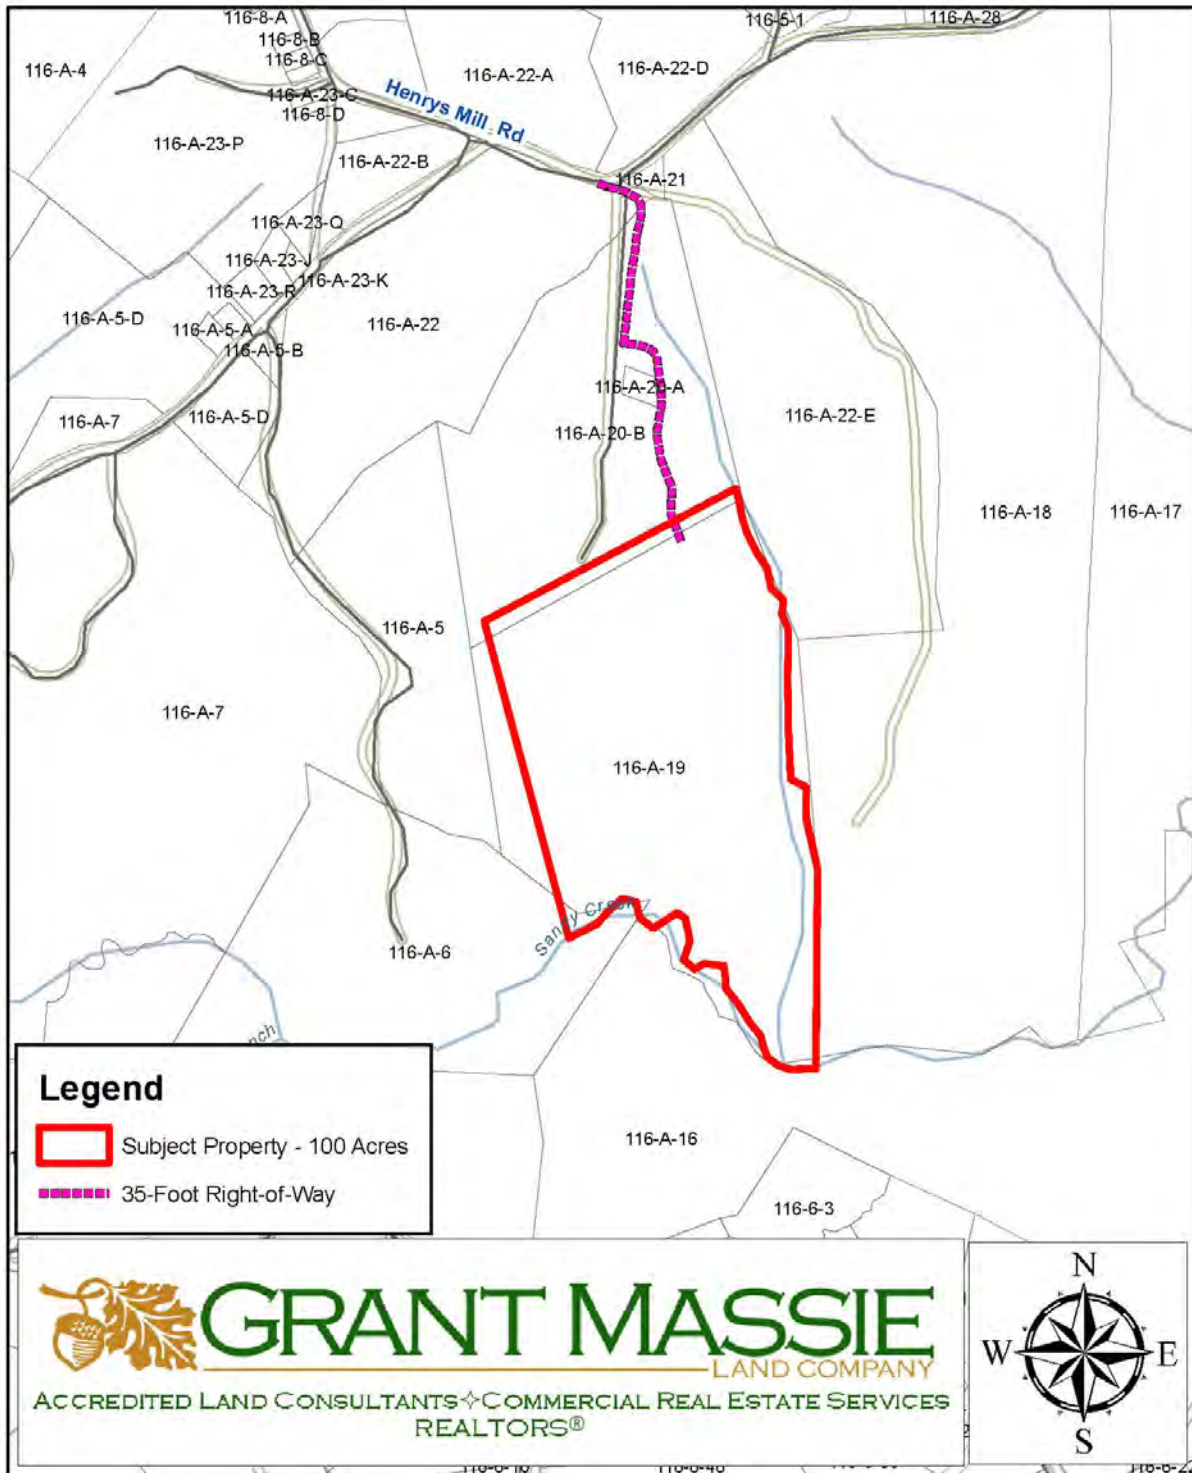 116-8-A
116-5-1
116-A-28
116-8-B
116-8-C
116-A-4
116-A-22-A
116-A-22-D
116-A-23-C
116-8-D
Henrys Mill Rd
116-A-23-P
116-A-22-B
116-A-21
116-A-23-Q
116-A-23-J
116-A-23-K
116-A-23-R
116-A-5-D
116-A-5-A
116-A-22
116-A-5-B
116-A-20-A
116-A-7
116-A-5-D
116-A-22-E
116-A-20-B
116-A-18
116-A-17
116-A-5
116-A-7
116-A-19
Sandy Creek
116-A-6
Legend
Subject Property - 100 Acres
35-Foot Right-of-Way
116-A-16
116-6-3
GRANT MASSIE
LAND COMPANY
ACCREDITED LAND CONSULTANTS✧COMMERCIAL REAL ESTATE SERVICES
REALTORS®
N
W
E
S